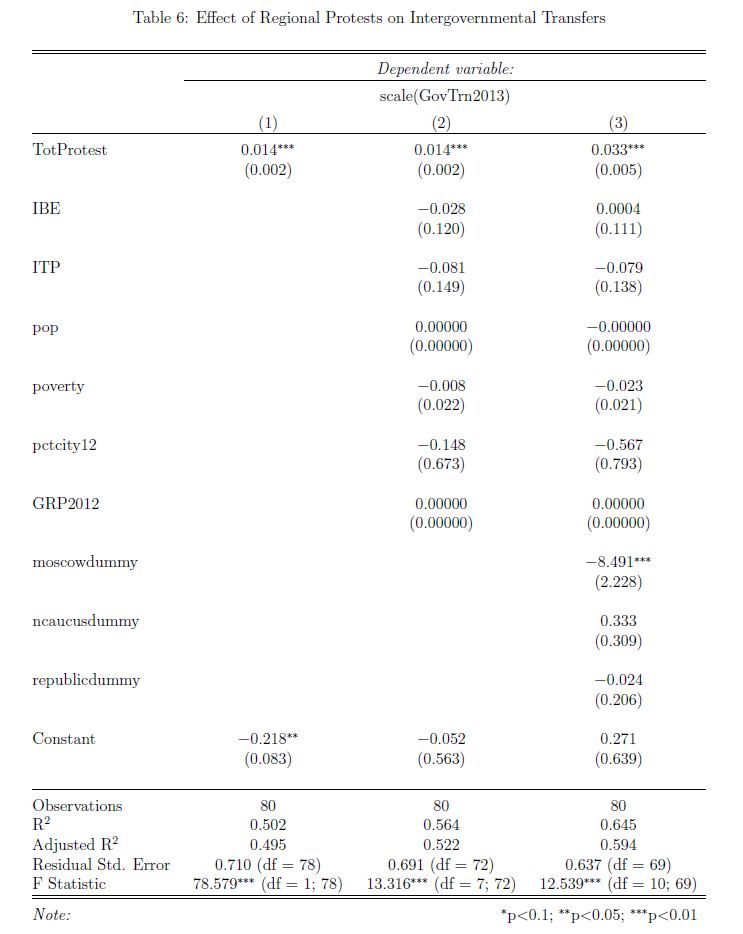 Table 6: Effect of Regional Protests on Intergovernmental Transfers
Dependent variable:
scale(GovTrn2013)
(1) (2) (3)
TotProtest 0.014*** 0.014*** 0.033***
(0.002) (0.002) (0.005)
IBE −0.028 0.0004
(0.120) (0.111)
ITP −0.081 −0.079
(0.149) (0.138)
pop 0.00000 −0.00000
(0.00000) (0.00000)
poverty −0.008 −0.023
(0.022) (0.021)
pctcity12 −0.148 −0.567
(0.673) (0.793)
GRP2012 0.00000 0.00000
(0.00000) (0.00000)
moscowdummy −8.491***
(2.228)
ncaucusdummy 0.333
(0.309)
republicdummy −0.024
(0.206)
Constant −0.218** −0.052 0.271
(0.083) (0.563) (0.639)
Observations 80 80 80
R² 0.502 0.564 0.645
Adjusted R² 0.495 0.522 0.594
Residual Std. Error 0.710 (df = 78) 0.691 (df = 72) 0.637 (df = 69)
F Statistic 78.579*** (df = 1; 78) 13.316*** (df = 7; 72) 12.539*** (df = 10; 69)
Note: *p<0.1; **p<0.05; ***p<0.01